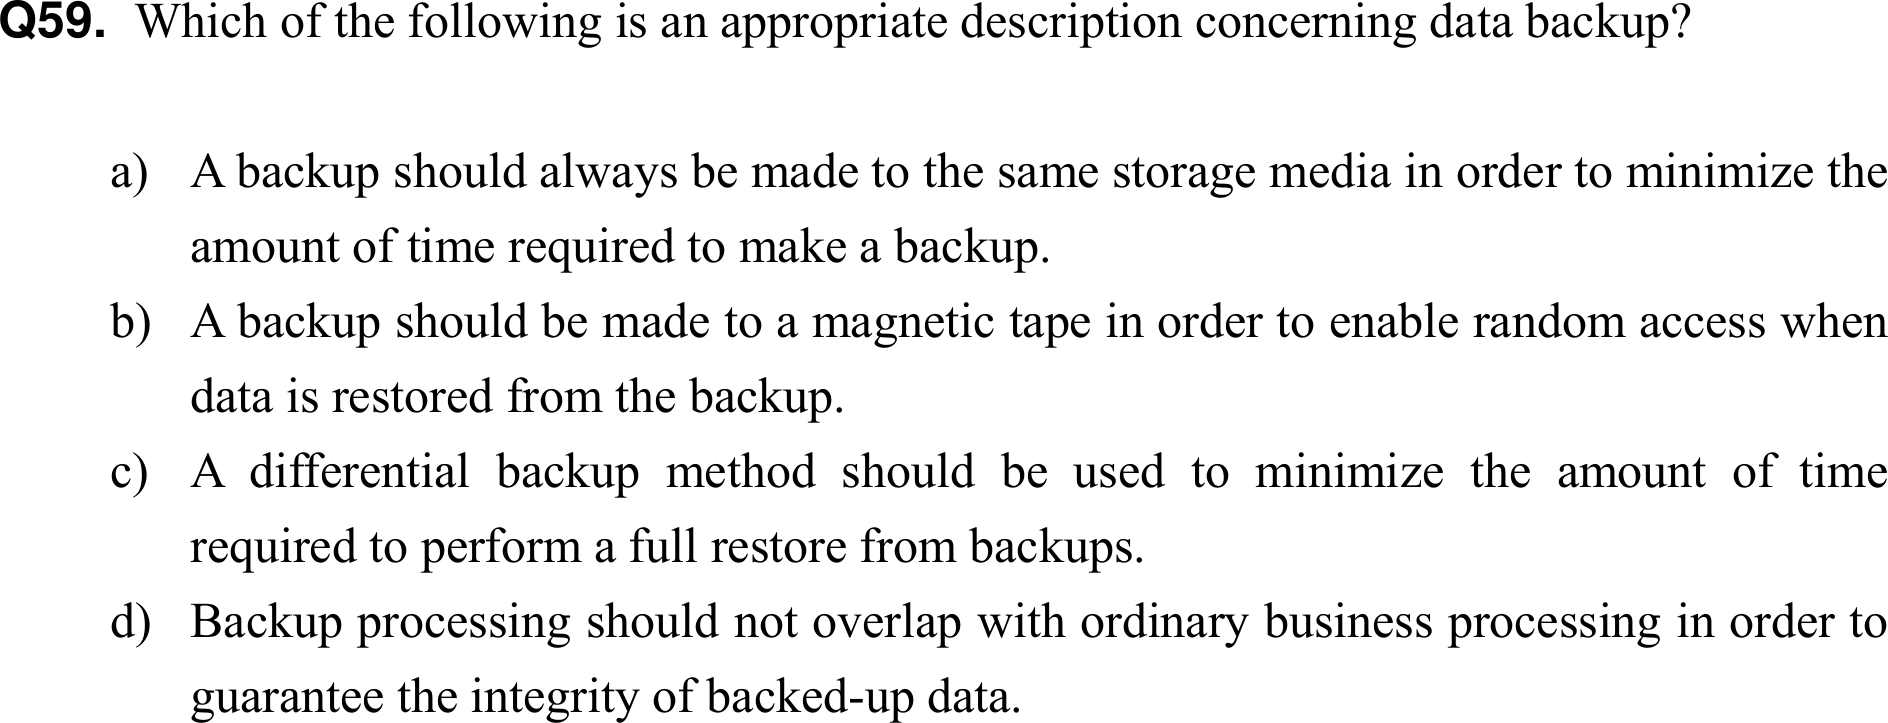 Q59. Which of the following is an appropriate description concerning data backup?
a) A backup should always be made to the same storage media in order to minimize the
amount of time required to make a backup.
b) A backup should be made to a magnetic tape in order to enable random access when
data is restored from the backup.
c) A differential backup method should be used to minimize the amount of time
required to perform a full restore from backups.
d) Backup processing should not overlap with ordinary business processing in order to
guarantee the integrity of backed-up data.